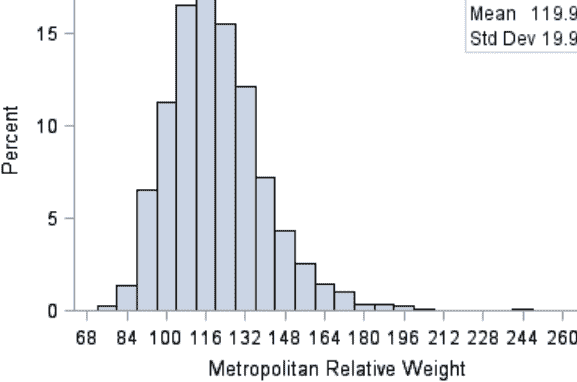 Mean 119.9
Std Dev 19.9
15
10
5
0
Percent
68 84 100 116 132 148 164 180 196 212 228 244 260
Metropolitan Relative Weight